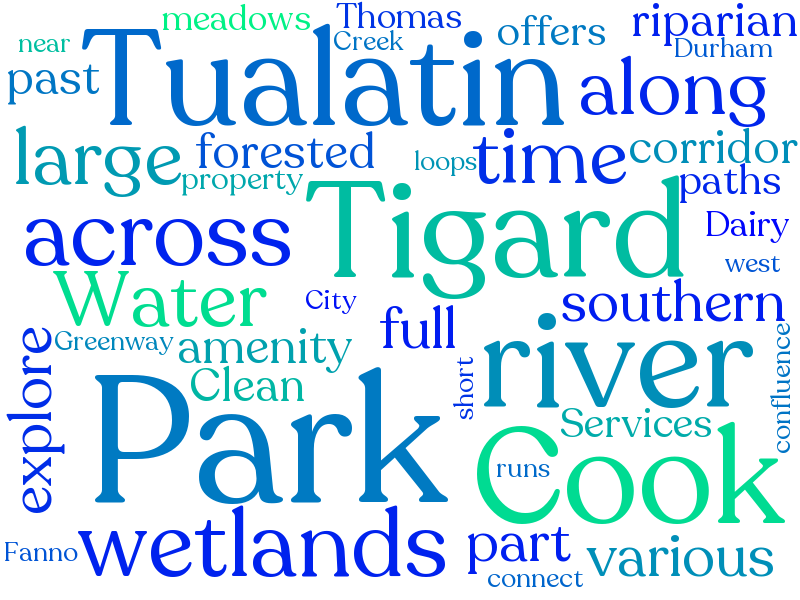 meadows
Thomas
riparian
near
Creek
offers
Durham
past
Tualatin
along
large
forested
time
corridor
property
loops
paths
across
Tigard
Dairy
west
Water
City
southern
full
Greenway
amenity
river
explore
Clean
short
confluence
Park
Services
Cook
runs
wetlands
part
various
Fanno
connect